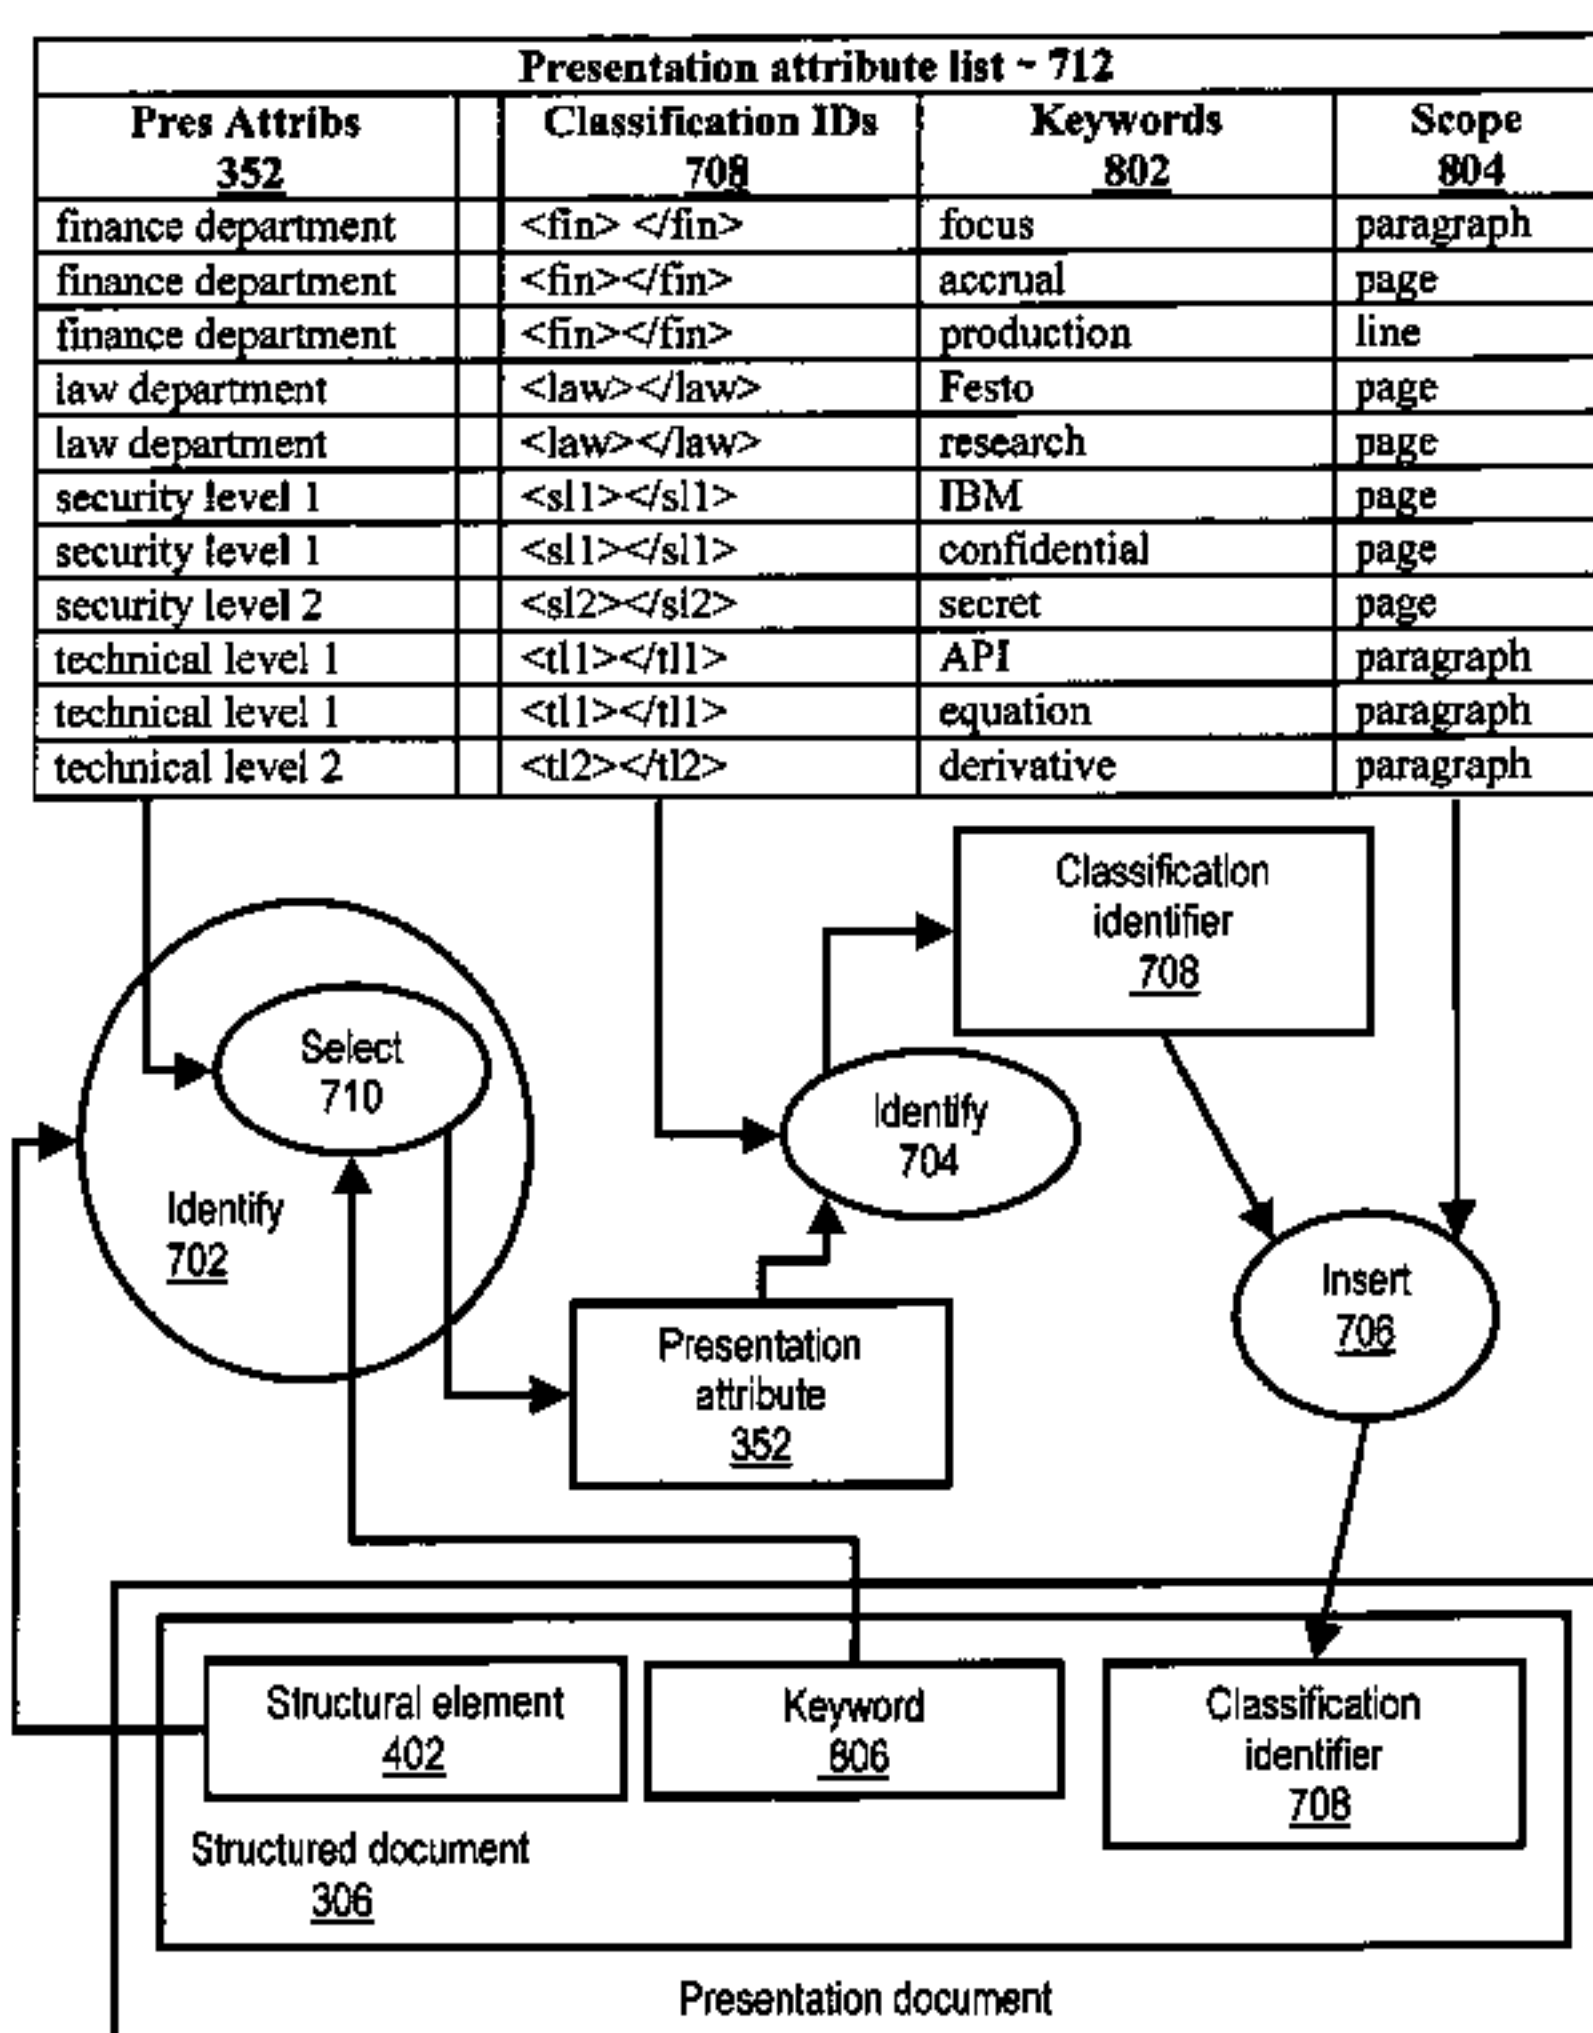 Presentation attribute list ~ 712
Pres Attribs Classification IDs Keywords Scope
352 708 802 804
finance department <fin> </fin> focus paragraph
finance department <fin></fin> accrual page
finance department <fin></fin> production line
law department <law></law> Festo page
law department <law></law> research page
security level 1 <sl1></sl1> IBM page
security level 1 <sl1></sl1> confidential page
security level 2 <sl2></sl2> secret page
technical level 1 <tl1></tl1> API paragraph
technical level 1 <tl1></tl1> equation paragraph
technical level 2 <tl2></tl2> derivative paragraph
Classification
identifier
708
Select
710
Identify
704
Identify
702
Insert
706
Presentation
attribute
352
Structural element
402
Keyword
806
Classification
identifier
708
Structured document
306
Presentation document